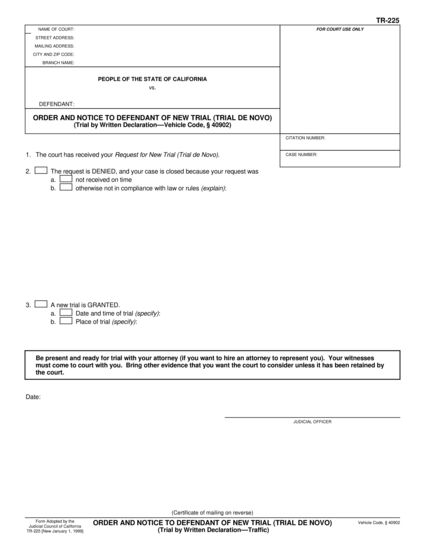 TR-225
NAME OF COURT:
FOR COURT USE ONLY
STREET ADDRESS:
MAILING ADDRESS:
CITY AND ZIP CODE:
BRANCH NAME:
PEOPLE OF THE STATE OF CALIFORNIA
vs.
DEFENDANT:
ORDER AND NOTICE TO DEFENDANT OF NEW TRIAL (TRIAL DE NOVO)
(Trial by Written Declaration—Vehicle Code, § 40902)
CITATION NUMBER:
CASE NUMBER:
1. The court has received your Request for New Trial (Trial de Novo).
2. The request is DENIED, and your case is closed because your request was
a. not received on time
b. otherwise not in compliance with law or rules (explain):
3. A new trial is GRANTED.
a. Date and time of trial (specify):
b. Place of trial (specify):
Be present and ready for trial with your attorney (if you want to hire an attorney to represent you). Your witnesses
must come to court with you. Bring other evidence that you want the court to consider unless it has been retained by
the court.
Date:
JUDICIAL OFFICER
(Certificate of mailing on reverse)
Form Adopted by the
Judicial Council of California
TR-225 [New January 1, 1999]
ORDER AND NOTICE TO DEFENDANT OF NEW TRIAL (TRIAL DE NOVO)
(Trial by Written Declaration—Traffic)
Vehicle Code, § 40902